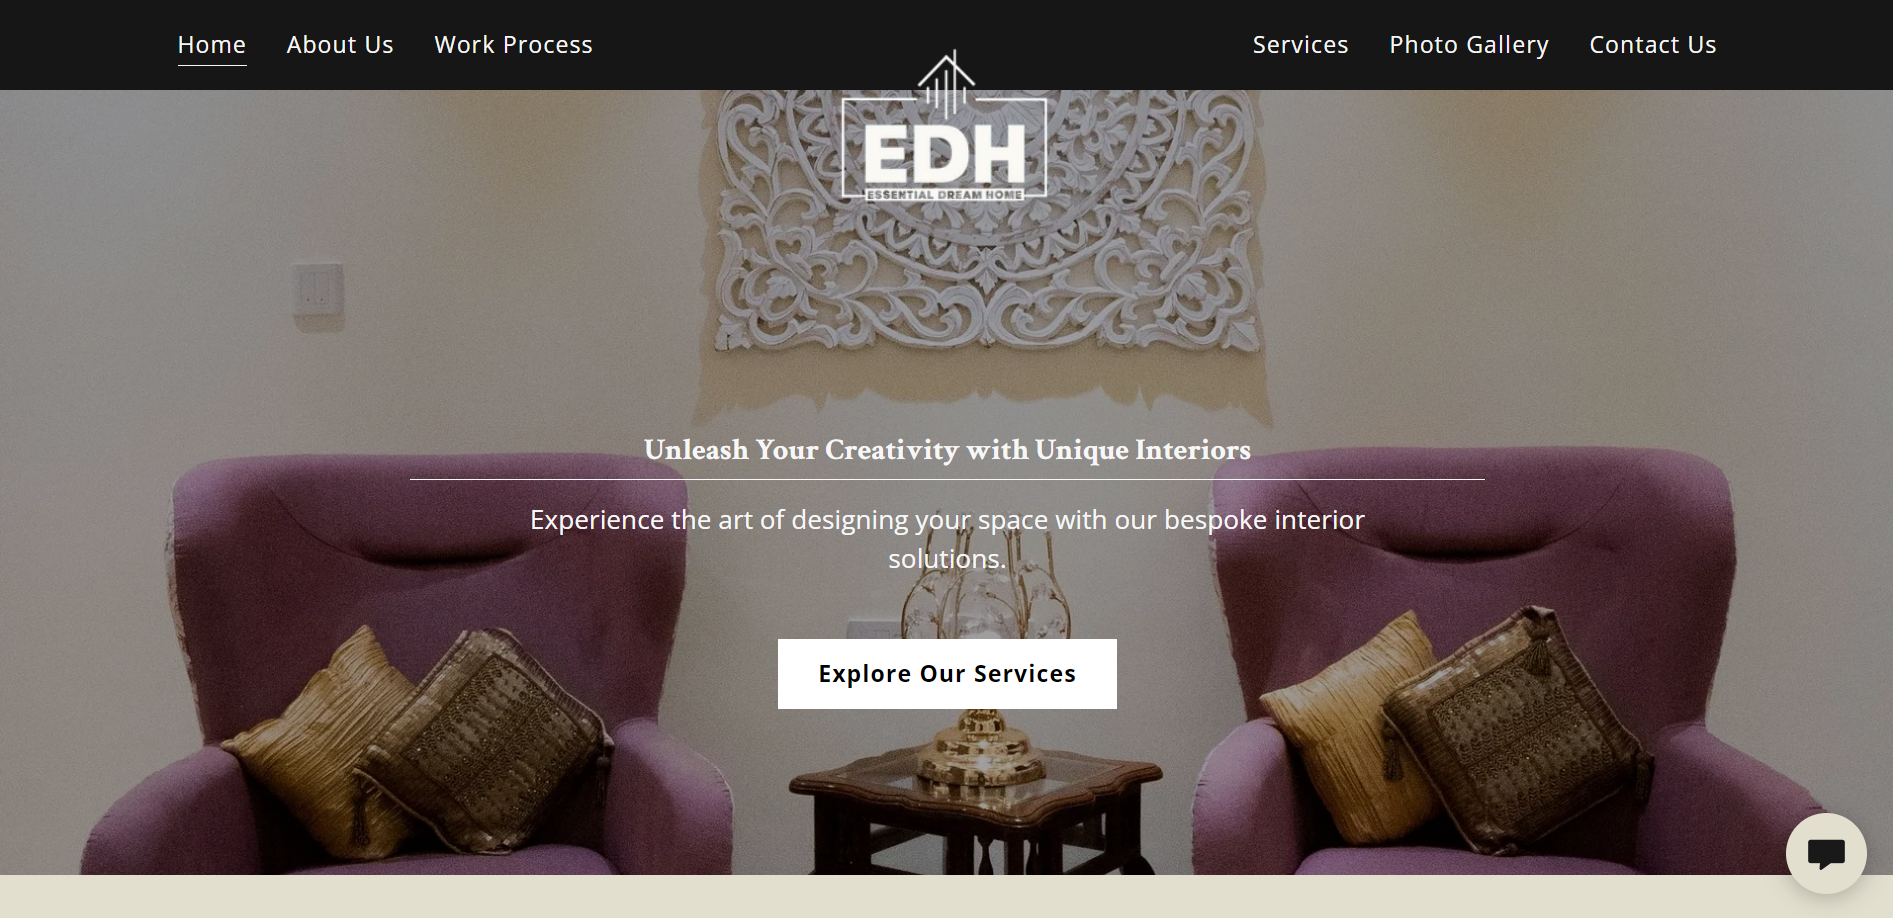 Home
About Us
Work Process
Services
Photo Gallery
Contact Us
EDH
ESSENTIAL DREAM HOME
Unleash Your Creativity with Unique Interiors
Experience the art of designing your space with our bespoke interior
solutions.
Explore Our Services